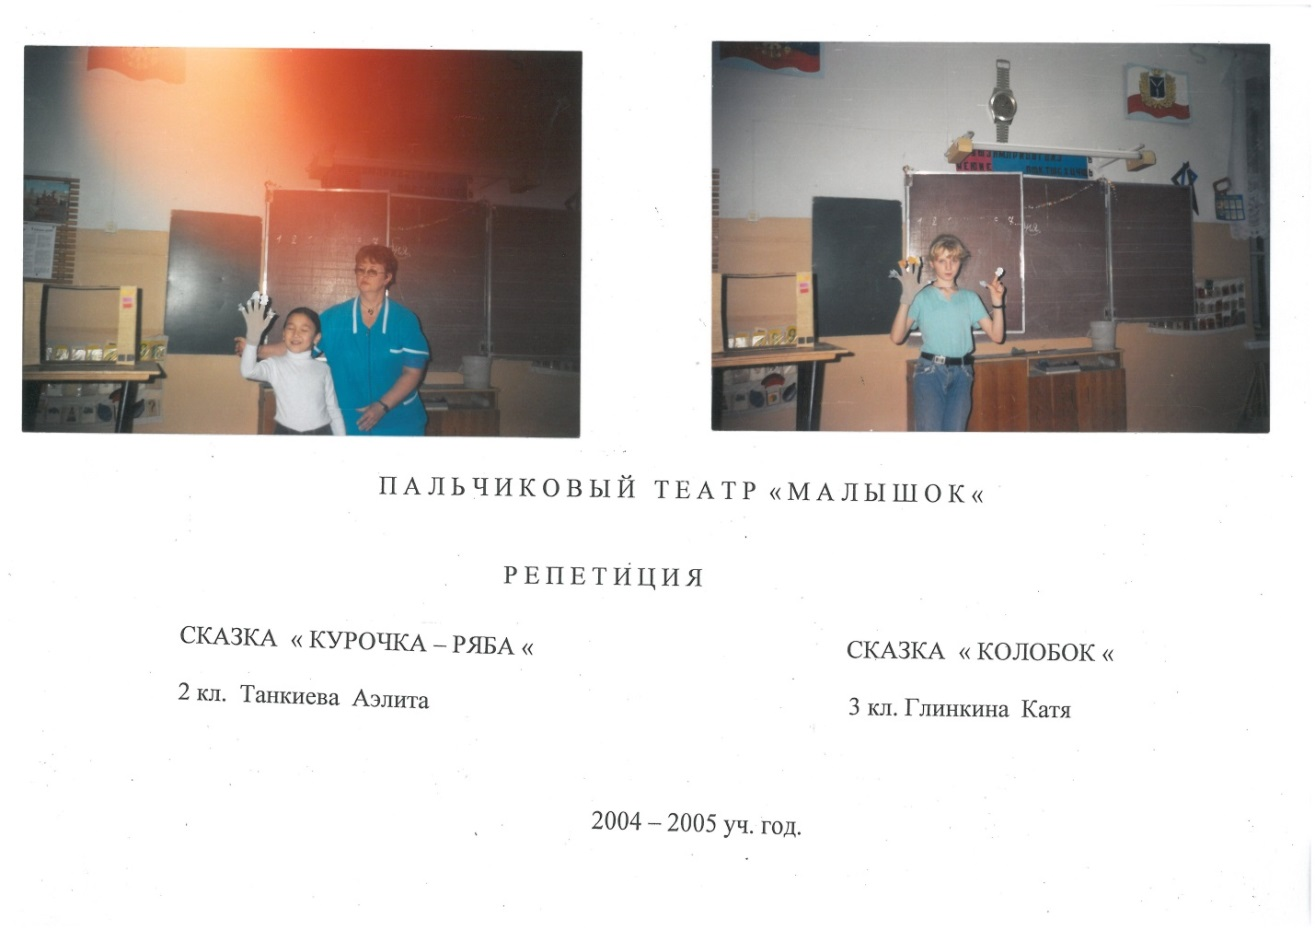 ПАЛЬЧИКОВЫЙ ТЕАТР «МАЛЫШОК«
РЕПЕТИЦИЯ
СКАЗКА « КУРОЧКА – РЯБА «
СКАЗКА « КОЛОБОК «
2 кл. Танкиева Аэлита
3 кл. Глинкина Катя
2004 – 2005 уч. год.